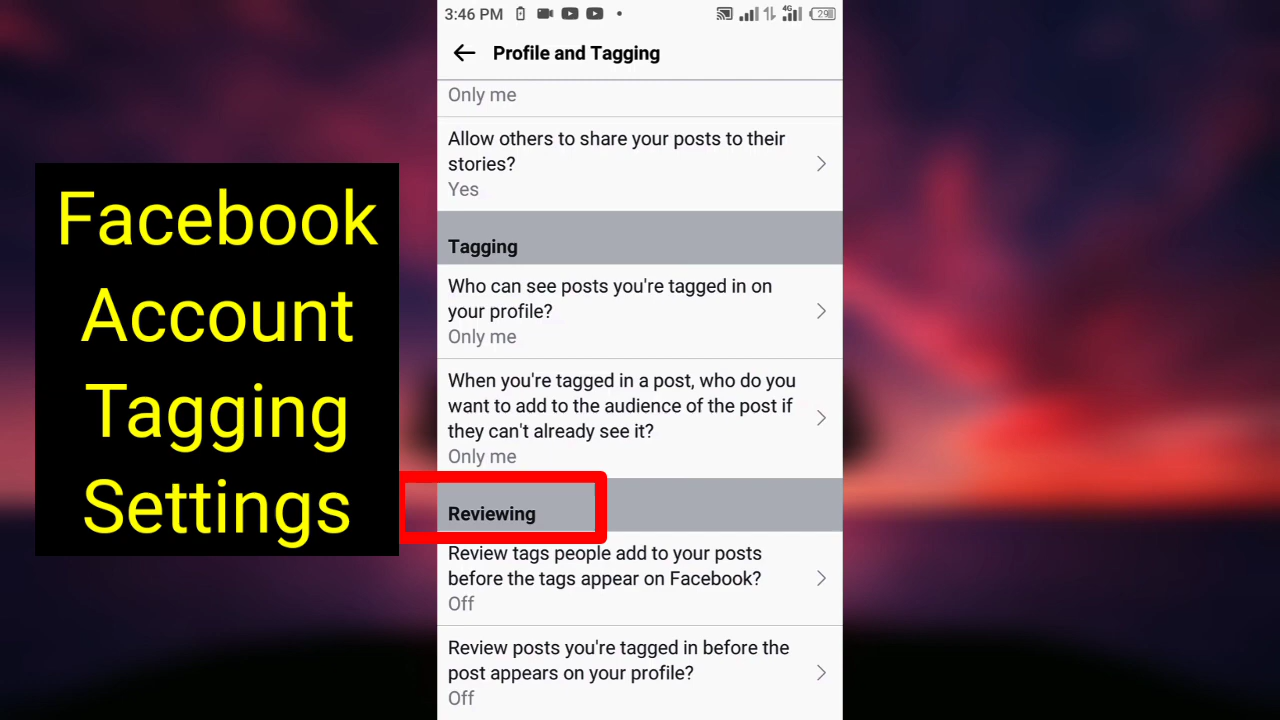 3:46 PM
4G
29
Profile and Tagging
Only me
Allow others to share your posts to their
stories?
Yes
Tagging
Who can see posts you're tagged in on
your profile?
Only me
When you're tagged in a post, who do you
want to add to the audience of the post if
they can't already see it?
Only me
Reviewing
Review tags people add to your posts
before the tags appear on Facebook?
Off
Review posts you're tagged in before the
post appears on your profile?
Off
Facebook
Account
Tagging
Settings